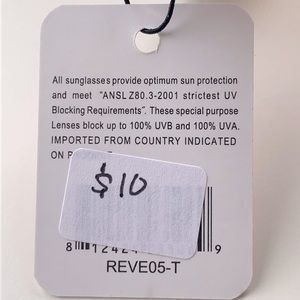 All sunglasses provide optimum sun protection
and meet "ANSI. Z80.3-2001 strictest UV
Blocking Requirements". These special purpose
Lenses block up to 100% UVB and 100% UVA.
IMPORTED FROM COUNTRY INDICATED
ON
$10
8 12424 9
REVE05-T